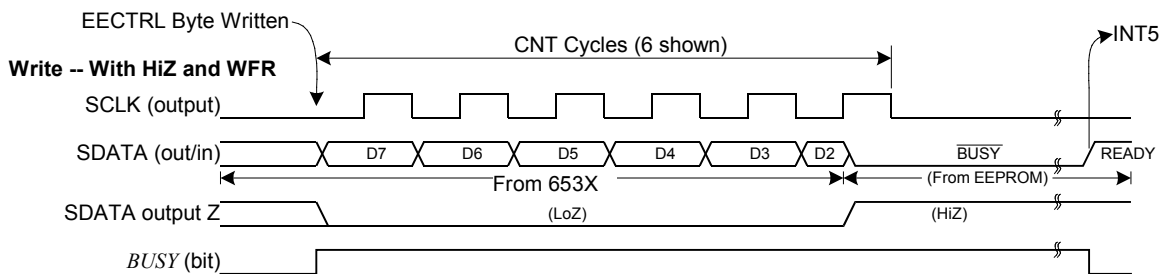 EECTRL Byte Written
INT5
CNT Cycles (6 shown)
Write -- With HiZ and WFR
SCLK (output)
SDATA (out/in)
D7
D6
D5
D4
D3
D2
BUSY
READY
From 653X
(From EEPROM)
SDATA output Z
(LoZ)
(HiZ)
BUSY (bit)